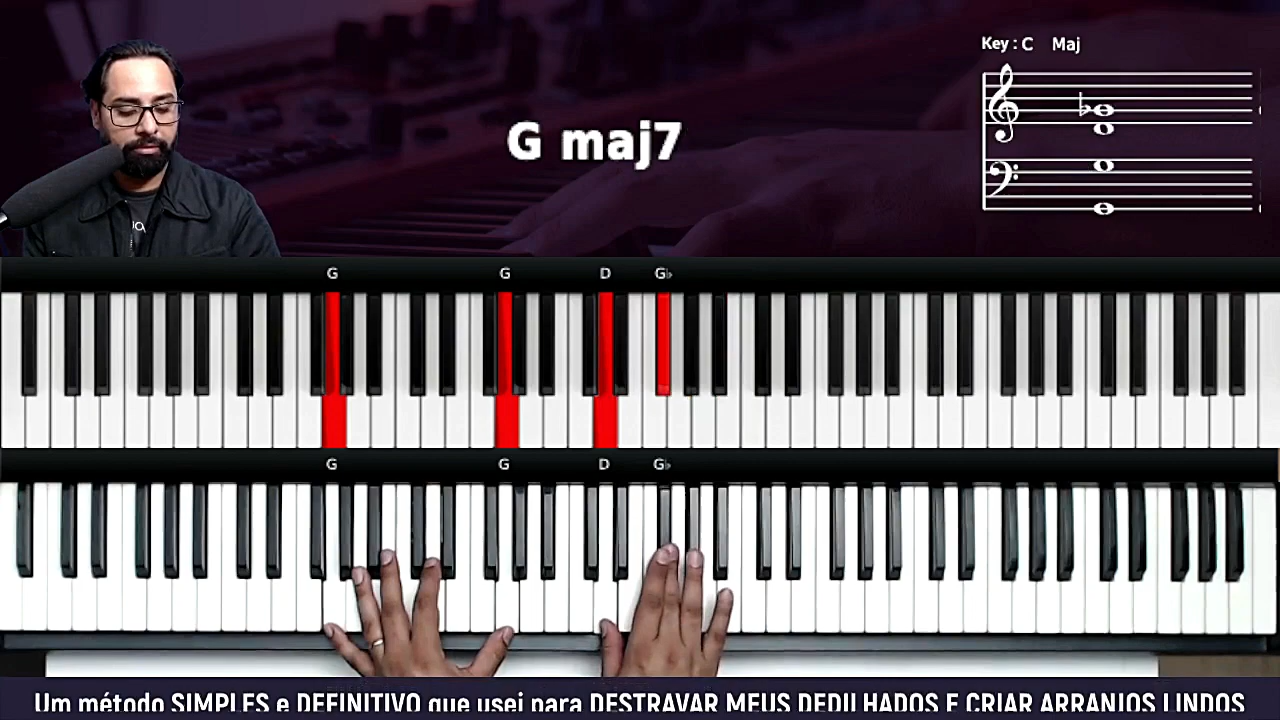 Key : C Maj
G maj7
G G D G♭
G G D G♭
Um método SIMPLES e DEFINITIVO que usei para DESTRAVAR MEUS DEDILHADOS E CRIAR ARRANJOS LINDOS